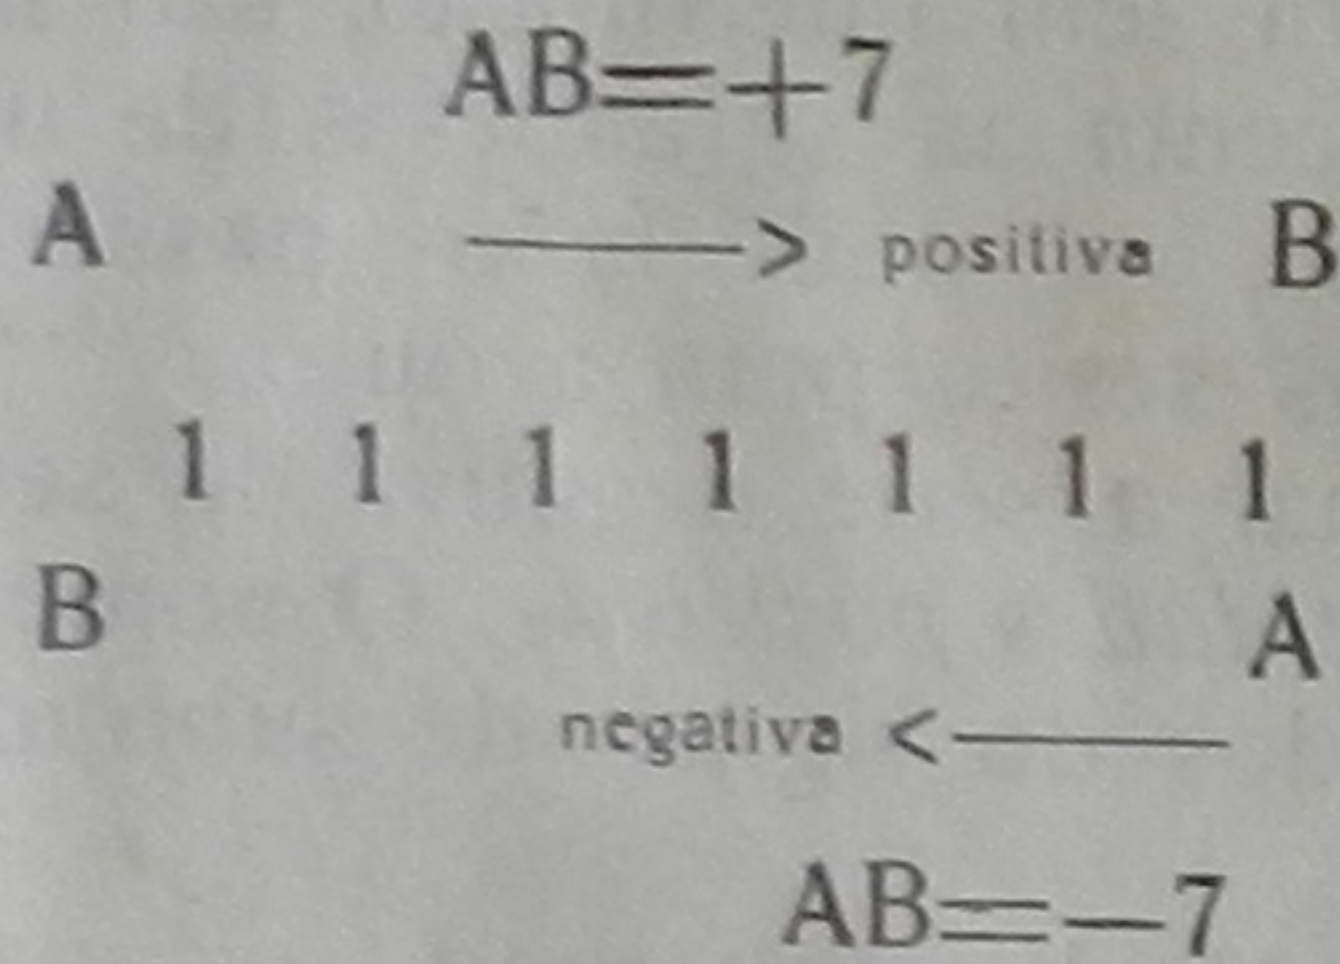 AB=+7
A ⟶ positiva B
1 1 1 1 1 1 1
B A
negativa ⟵
AB=—7